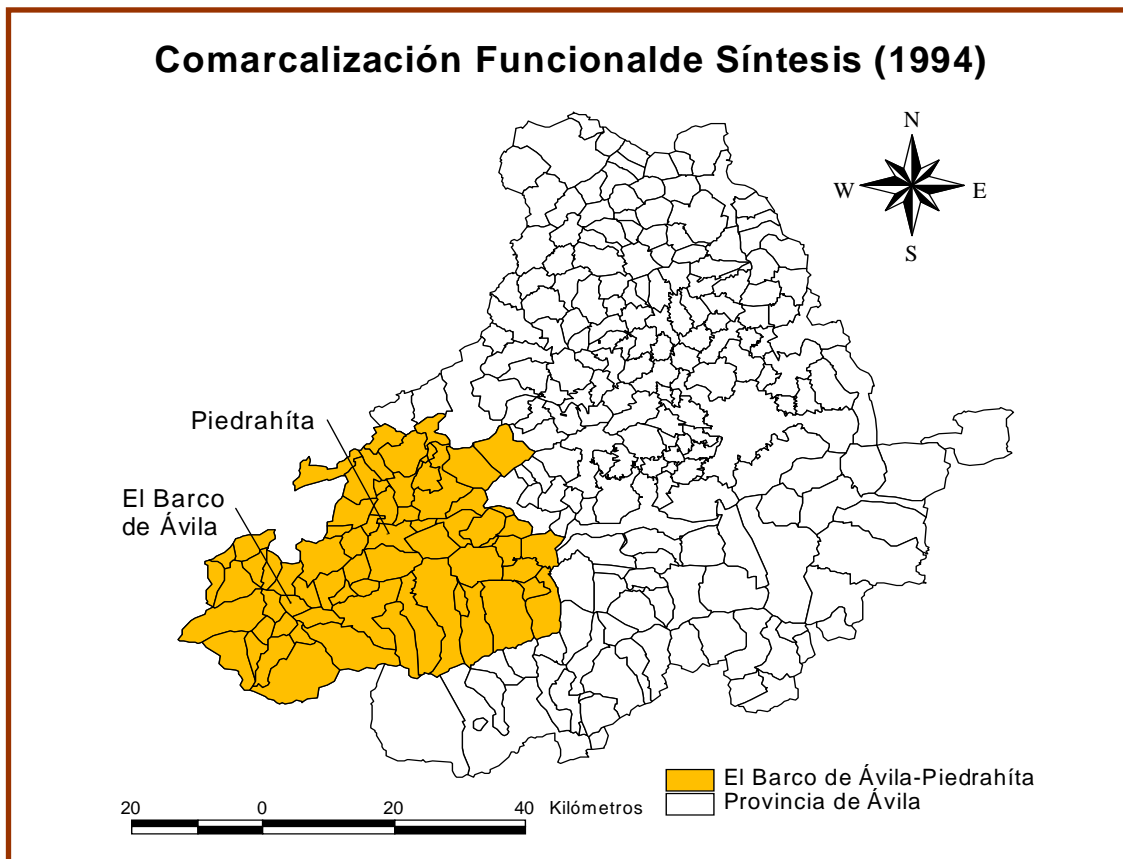 Comarcalización Funcionalde Síntesis (1994)
N
W E
S
Piedrahíta
El Barco
de Ávila
El Barco de Ávila-Piedrahíta
Provincia de Ávila
20 0 20 40 Kilómetros